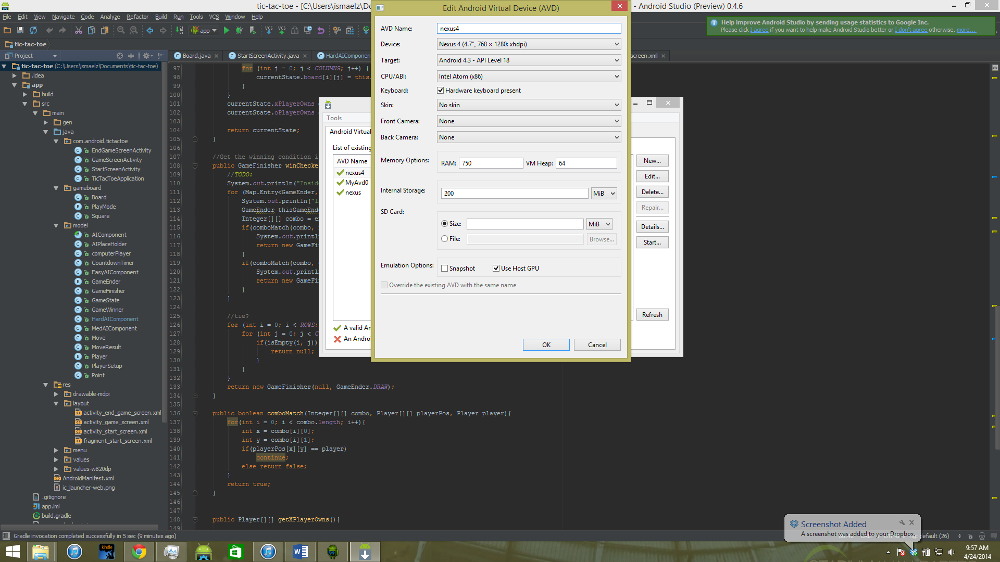 tic-tac-toe - [C:\Users\ismaelz\Do
Edit Android Virtual Device (AVD)
- Android Studio (Preview) 0.4.6
File Edit View Navigate Code Analyze Refactor Build Run Tools VCS Window Help
app
Help improve Android Studio by sending usage statistics to Google Inc.
Please click I agree if you want to help make Android Studio better or I don't agree otherwise. more...
tic-tac-toe
Project
Board.java
StartScreenActivity.java
HardAIComponen
screen.xml
tic-tac-toe (C:\Users\ismaelz\Documents\tic-tac-toe)
.idea
app
build
src
main
gen
java
com.android.tictactoe
EndGameScreenActivity
GameScreenActivity
StartScreenActivity
TicTacToeApplication
gameboard
Board
PlayMode
Square
model
AIComponent
AIPlaceHolder
computerPlayer
CountdownTimer
EasyAIComponent
GameEnder
GameFinisher
GameState
GameWinner
HardAIComponent
MedAIComponent
Move
MoveResult
Player
PlayerSetup
Point
res
drawable-mdpi
layout
activity_end_game_screen.xml
activity_game_screen.xml
activity_start_screen.xml
fragment_start_screen.xml
menu
values
values-w820dp
AndroidManifest.xml
ic_launcher-web.png
.gitignore
app.iml
build.gradle
97 for (int j = 0; j < COLUMNS; j++) {
98 currentState.board[i][j] = this.
99 }
100 }
101 currentState.xPlayerOwns =
102 currentState.oPlayerOwns =
103
104 return currentState;
105 }
106
107 //Get the winning condition i
108 public GameFinisher winChecke
109 //TODO:
110 System.out.println("Insid
111 for (Map.Entry<GameEnder,
112 System.out.println("I
113 GameEnder thisGameEnd
114 Integer[][] combo = e
115 if(comboMatch(combo,
116 System.out.printl
117 return new GameFi
118 }
119 if(comboMatch(combo,
120 System.out.printl
121 return new GameFi
122 }
123 }
124
125 //tie?
126 for (int i = 0; i < ROWS;
127 for (int j = 0; j < C
128 if(isEmpty(i, j))
129 return null;
130 }
131 }
132 }
133 return new GameFinisher(null, GameEnder.DRAW);
134 }
135
136 public boolean comboMatch(Integer[][] combo, Player[][] playerPos, Player player){
137 for(int i = 0; i < combo.length; i++){
138 int x = combo[i][0];
139 int y = combo[i][1];
140 if(playerPos[x][y] == player)
141 continue;
142 else return false;
143 }
144 return true;
145 }
146
147
148 public Player[][] getXPlayerOwns(){
149
Tools
Android Virtual
List of existing
AVD Name
nexus4
MyAvd0
nexus
A valid An
An Andro
New...
Edit...
Delete...
Repair...
Details...
Start...
Refresh
AVD Name: nexus4
Device: Nexus 4 (4.7", 768 × 1280: xhdpi)
Target: Android 4.3 - API Level 18
CPU/ABI: Intel Atom (x86)
Keyboard: Hardware keyboard present
Skin: No skin
Front Camera: None
Back Camera: None
Memory Options: RAM: 750 VM Heap: 64
Internal Storage: 200 MiB
SD Card:
Size: MiB
File: Browse...
Emulation Options: Snapshot Use Host GPU
Override the existing AVD with the same name
OK Cancel
Screenshot Added
A screenshot was added to your Dropbox.
Gradle invocation completed successfully in 5 sec (9 minutes ago)
default (26)
kindle
9:57 AM
4/24/2014